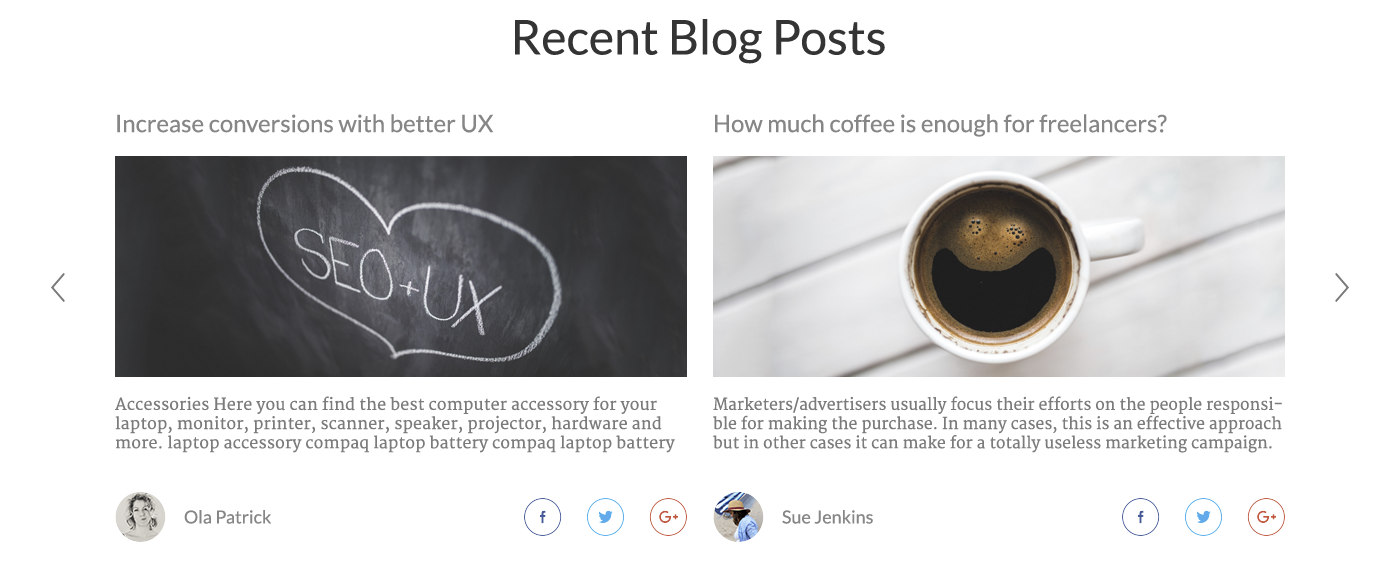 Recent Blog Posts
Increase conversions with better UX
SEO+UX
Accessories Here you can find the best computer accessory for your
laptop, monitor, printer, scanner, speaker, projector, hardware and
more. laptop accessory compaq laptop battery compaq laptop battery
Ola Patrick
f
How much coffee is enough for freelancers?
Marketers/advertisers usually focus their efforts on the people responsi-
ble for making the purchase. In many cases, this is an effective approach
but in other cases it can make for a totally useless marketing campaign.
Sue Jenkins
f
G+
G+